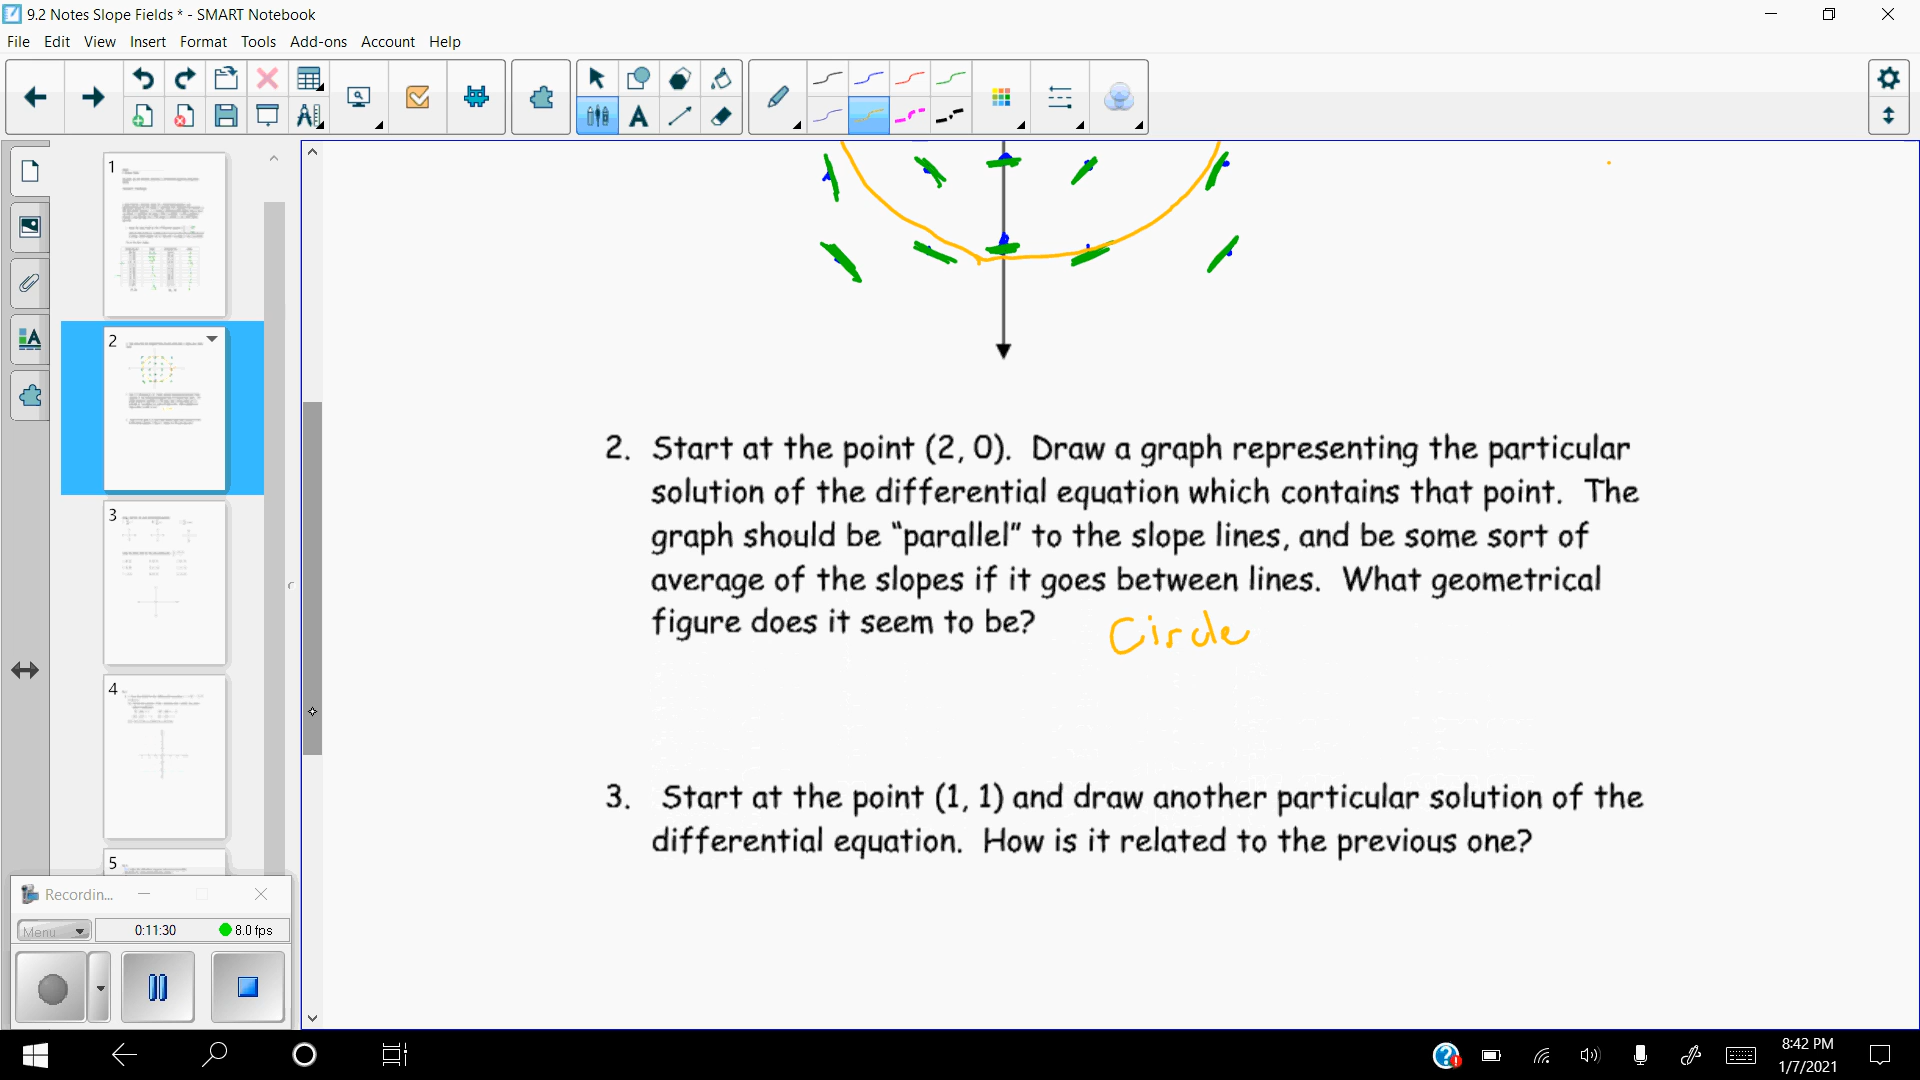 9.2 Notes Slope Fields * - SMART Notebook
File Edit View Insert Format Tools Add-ons Account Help
1
2
3
4
5
2. Start at the point (2, 0). Draw a graph representing the particular
solution of the differential equation which contains that point. The
graph should be “parallel” to the slope lines, and be some sort of
average of the slopes if it goes between lines. What geometrical
figure does it seem to be?
Circle
3. Start at the point (1, 1) and draw another particular solution of the
differential equation. How is it related to the previous one?
Recordin...
Menu 0:11:30 8.0 fps
8:42 PM
1/7/2021